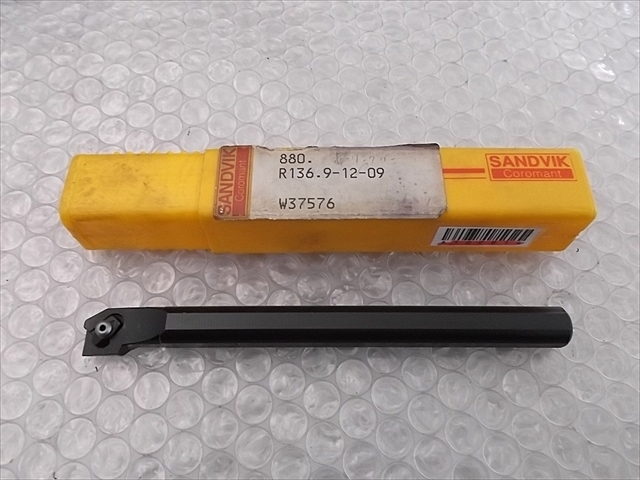 SANDVIK
880.
R136.9-12-09
W37576
SANDVIK
Coromant